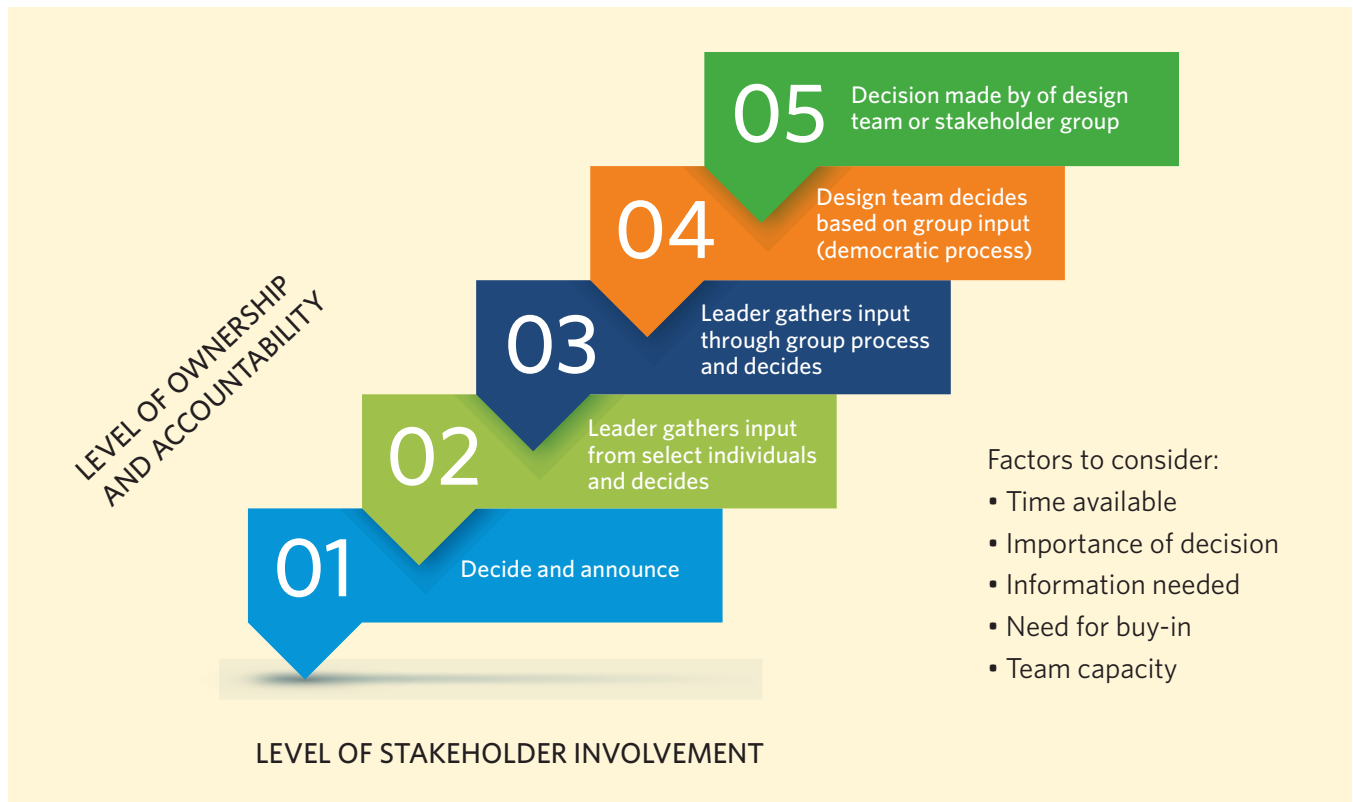 05
Decision made by of design
team or stakeholder group
04
Design team decides
based on group input
(democratic process)
03
Leader gathers input
through group process
and decides
02
Leader gathers input
from select individuals
and decides
01
Decide and announce
LEVEL OF OWNERSHIP
AND ACCOUNTABILITY
Factors to consider:
• Time available
• Importance of decision
• Information needed
• Need for buy-in
• Team capacity
LEVEL OF STAKEHOLDER INVOLVEMENT